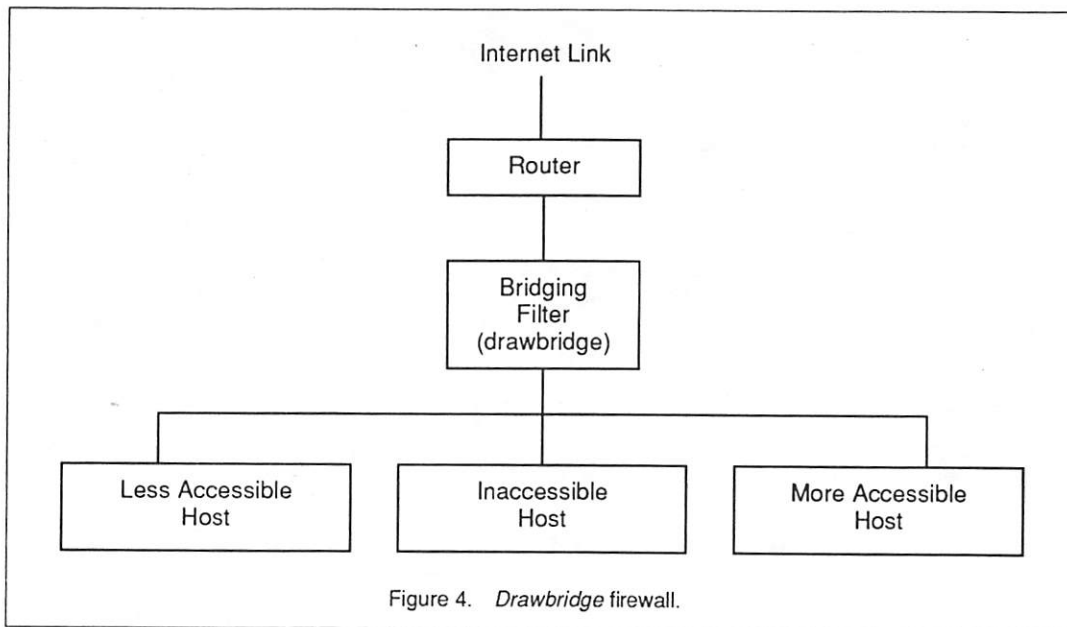 Internet Link
Router
Bridging
Filter
(drawbridge)
Less Accessible
Host
Inaccessible
Host
More Accessible
Host
Figure 4. Drawbridge firewall.